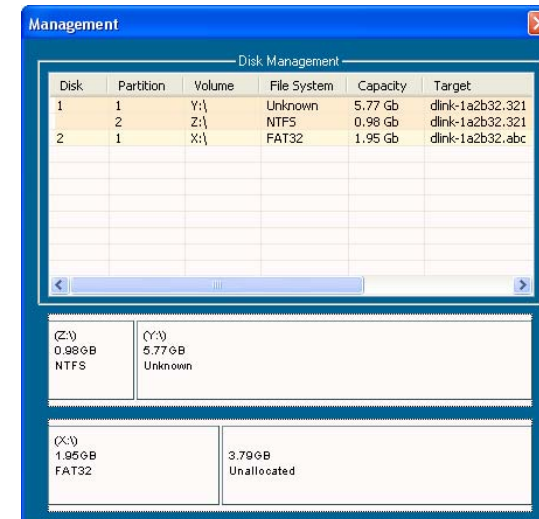 Management
Disk Management
Disk Partition Volume File System Capacity Target
1 1 Y:\ Unknown 5.77 Gb dlink-1a2b32.321
2 Z:\ NTFS 0.98 Gb dlink-1a2b32.321
2 1 X:\ FAT32 1.95 Gb dlink-1a2b32.abc
(Z:\) (Y:\)
0.98GB 5.77GB
NTFS Unknown
(X:\)
1.95GB 3.79GB
FAT32 Unallocated